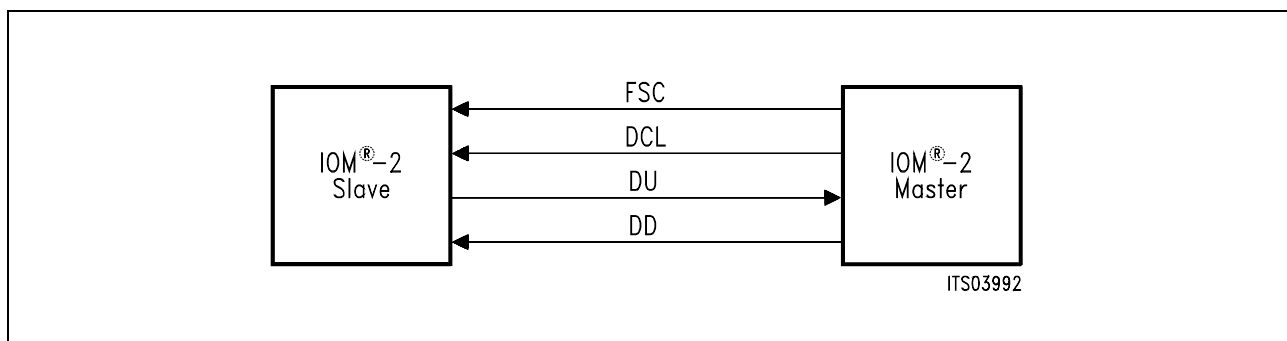 FSC
DCL
DU
DD
IOM®-2
Slave
IOM®-2
Master
ITS03992